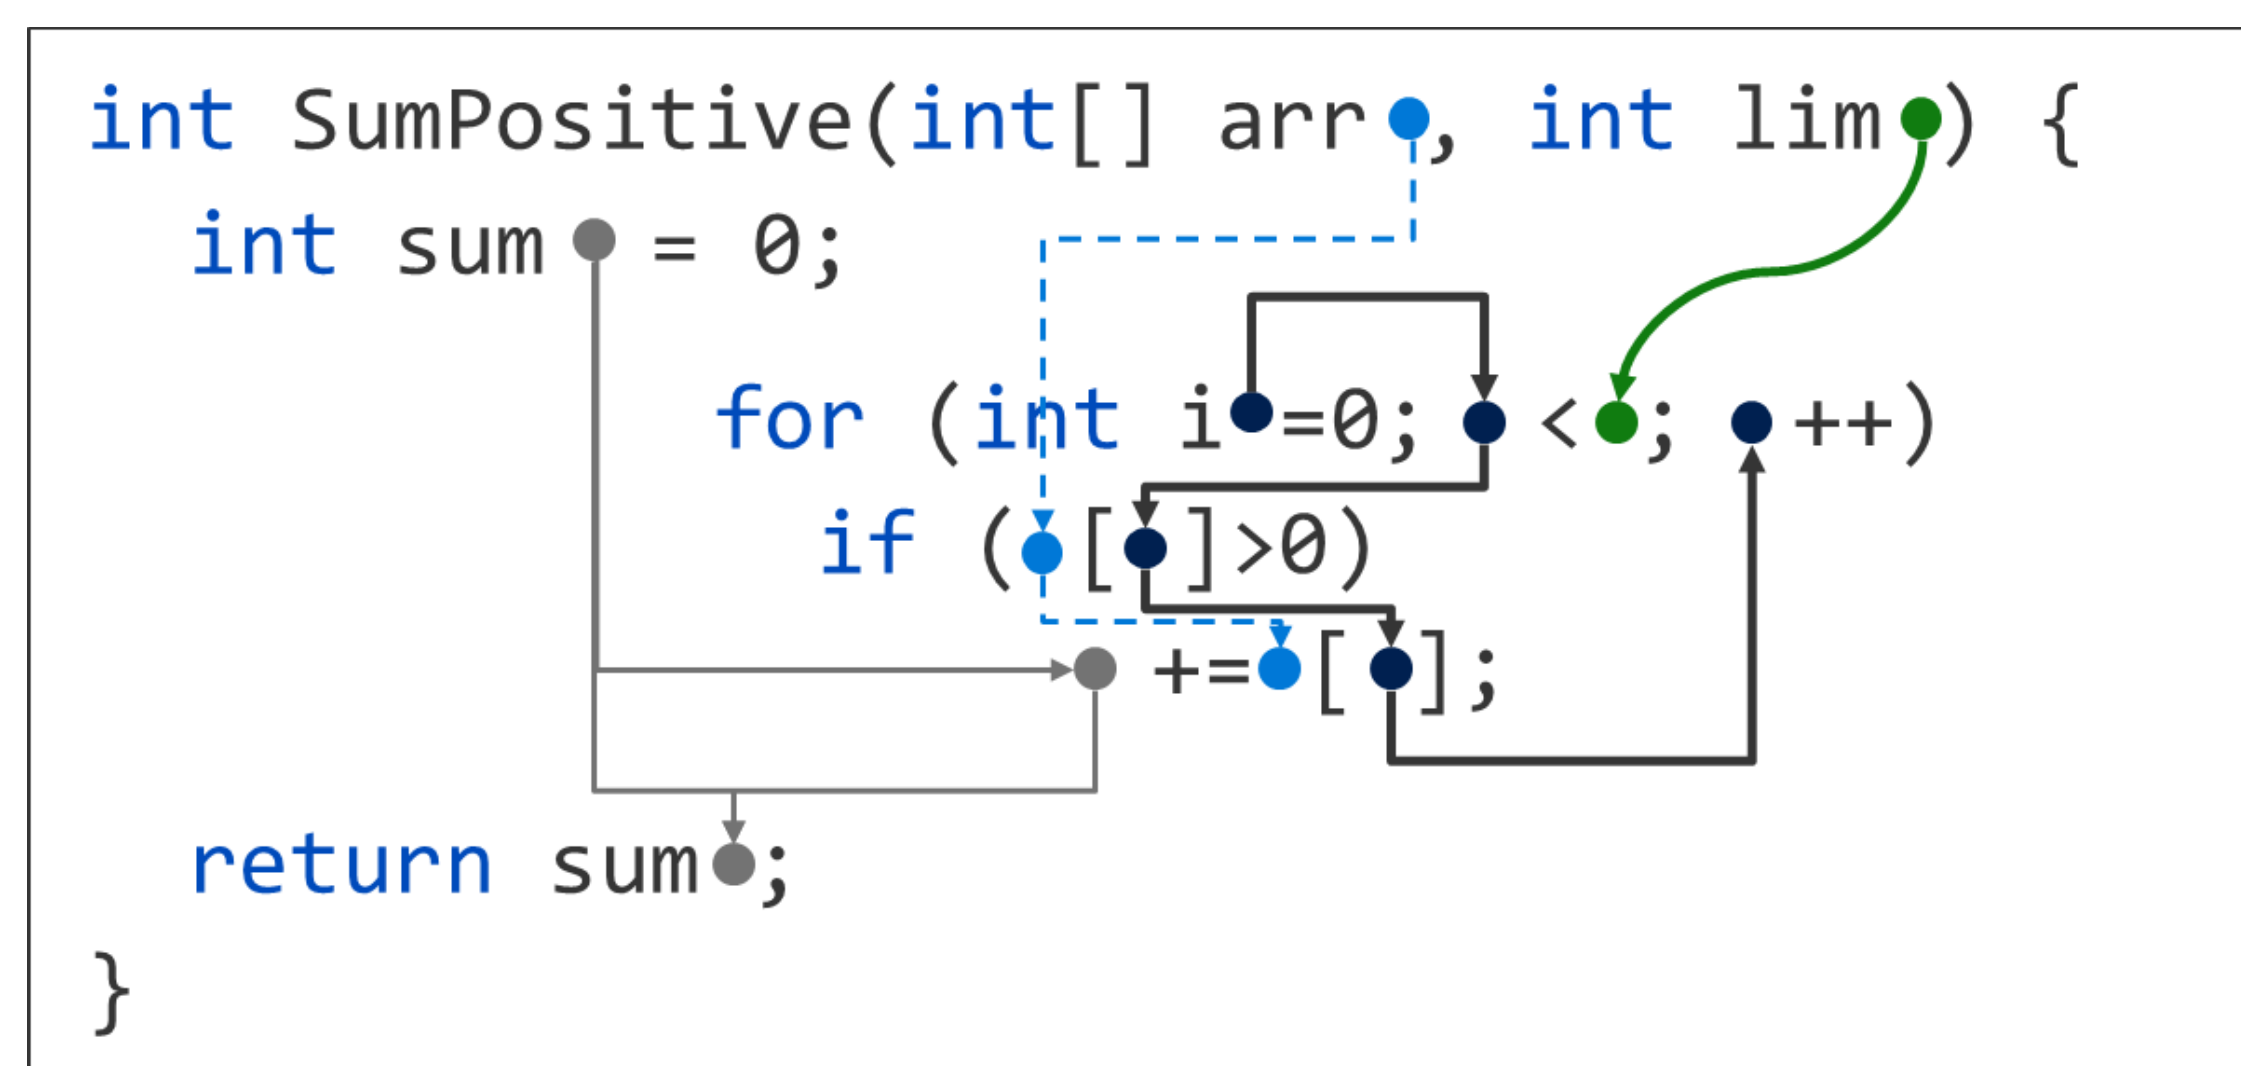 int SumPositive(int[] arr , int lim ) {
int sum = 0;
for (int i =0; < ; ++)
if ( [ ]>0)
+= [ ];
return sum ;
}